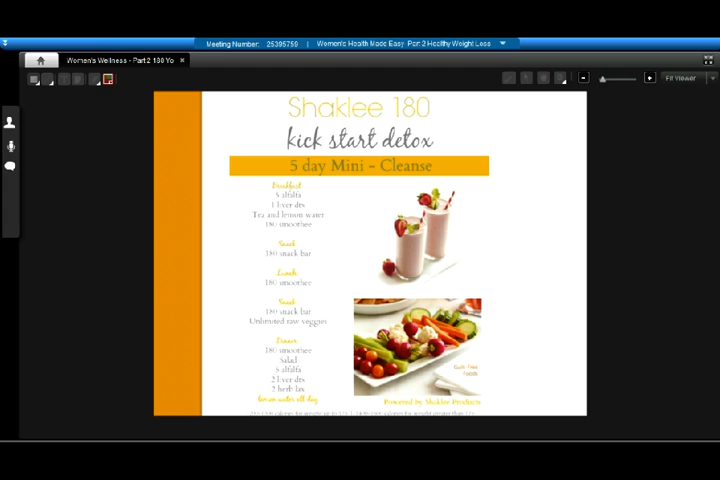 Meeting Number: 25395759 | Women's Health Made Easy Part 2 Healthy Weight Loss
Women's Wellness - Part 2 180 Yo
Fit Viewer
Shaklee 180
kick start detox
5 day Mini - Cleanse
Breakfast
5 alfalfa
1 liver dtx
Tea and lemon water
180 smoothee
Snack
180 snack bar
Lunch
180 smoothee
Snack
180 snack bar
Unlimited raw veggies
Dinner
180 smoothee
Salad
5 alfalfa
2 liver dtx
2 herb lax
lemon water all day
Powered by Shaklee Products